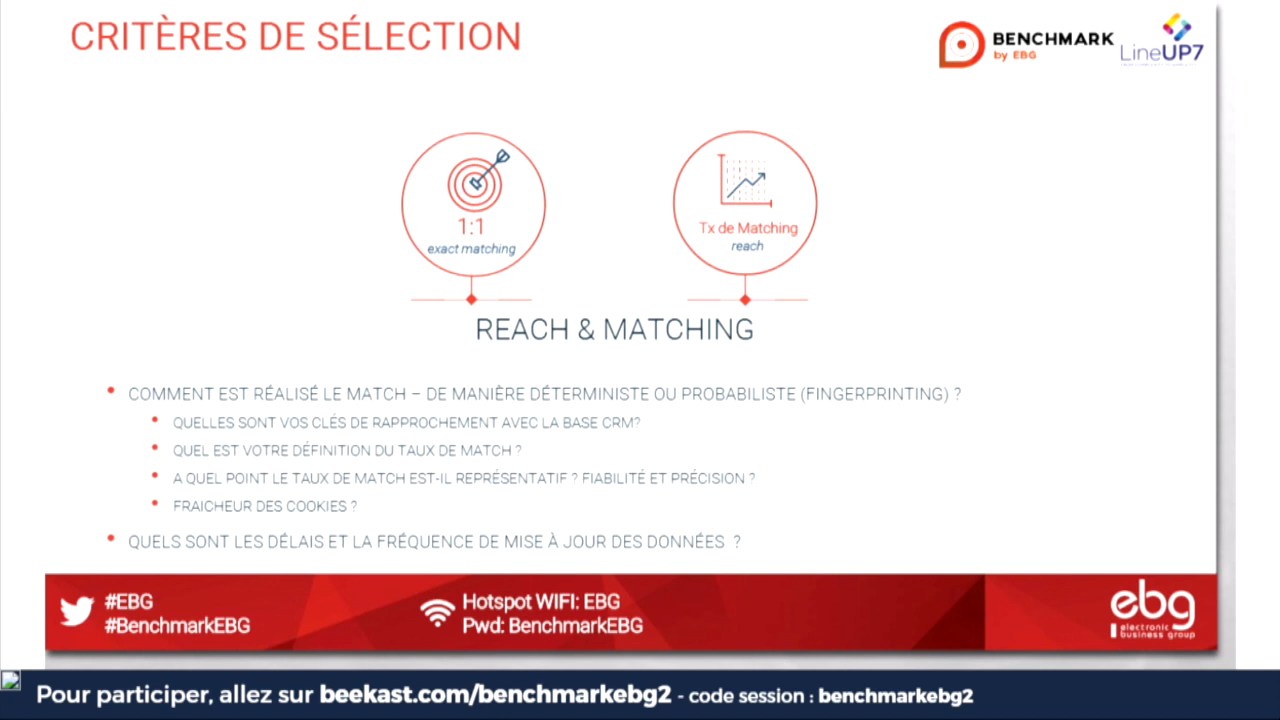 CRITÈRES DE SÉLECTION
BENCHMARK
by EBG
LineUP7
1:1
exact matching
Tx de Matching
reach
REACH & MATCHING
• COMMENT EST RÉALISÉ LE MATCH – DE MANIÈRE DÉTERMINISTE OU PROBABILISTE (FINGERPRINTING) ?
• QUELLES SONT VOS CLÉS DE RAPPROCHEMENT AVEC LA BASE CRM?
• QUEL EST VOTRE DÉFINITION DU TAUX DE MATCH ?
• A QUEL POINT LE TAUX DE MATCH EST-IL REPRÉSENTATIF ? FIABILITÉ ET PRÉCISION ?
• FRAICHEUR DES COOKIES ?
• QUELS SONT LES DÉLAIS ET LA FRÉQUENCE DE MISE À JOUR DES DONNÉES ?
#EBG
#BenchmarkEBG
Hotspot WIFI: EBG
Pwd: BenchmarkEBG
ebg
electronic
business group
Pour participer, allez sur beekast.com/benchmarkebg2 - code session : benchmarkebg2